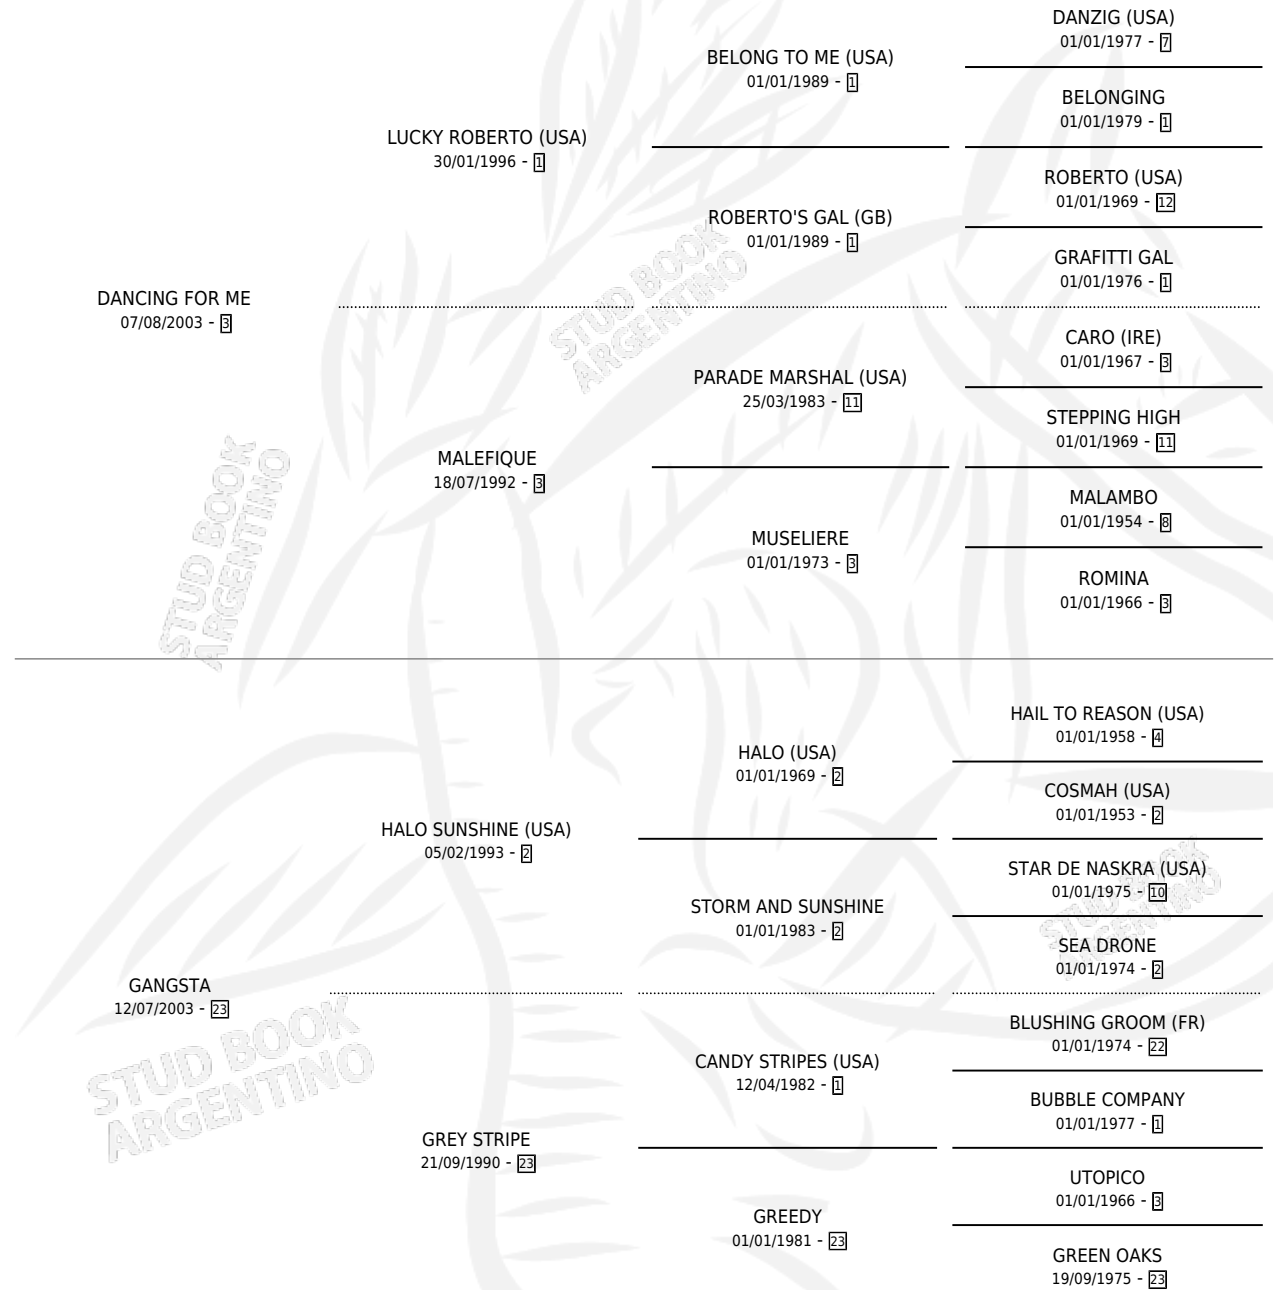 DANZIG (USA)
01/01/1977 - 7
BELONG TO ME (USA)
01/01/1989 - 1
BELONGING
01/01/1979 - 1
LUCKY ROBERTO (USA)
30/01/1996 - 1
ROBERTO (USA)
01/01/1969 - 12
ROBERTO'S GAL (GB)
01/01/1989 - 1
GRAFITTI GAL
01/01/1976 - 1
DANCING FOR ME
07/08/2003 - 3
CARO (IRE)
01/01/1967 - 3
PARADE MARSHAL (USA)
25/03/1983 - 11
STEPPING HIGH
01/01/1969 - 11
MALEFIQUE
18/07/1992 - 3
MALAMBO
01/01/1954 - 8
MUSELIERE
01/01/1973 - 3
ROMINA
01/01/1966 - 3
HAIL TO REASON (USA)
01/01/1958 - 4
HALO (USA)
01/01/1969 - 2
COSMAH (USA)
01/01/1953 - 2
HALO SUNSHINE (USA)
05/02/1993 - 2
STAR DE NASKRA (USA)
01/01/1975 - 10
STORM AND SUNSHINE
01/01/1983 - 2
SEA DRONE
01/01/1974 - 2
GANGSTA
12/07/2003 - 23
BLUSHING GROOM (FR)
01/01/1974 - 22
CANDY STRIPES (USA)
12/04/1982 - 1
BUBBLE COMPANY
01/01/1977 - 1
GREY STRIPE
21/09/1990 - 23
UTOPICO
01/01/1966 - 3
GREEDY
01/01/1981 - 23
GREEN OAKS
19/09/1975 - 23
STUD BOOK
ARGENTINO
STUD BOOK
ARGENTINO
STUD BOOK
ARGENTINO
STUD BOOK
ARGENTINO